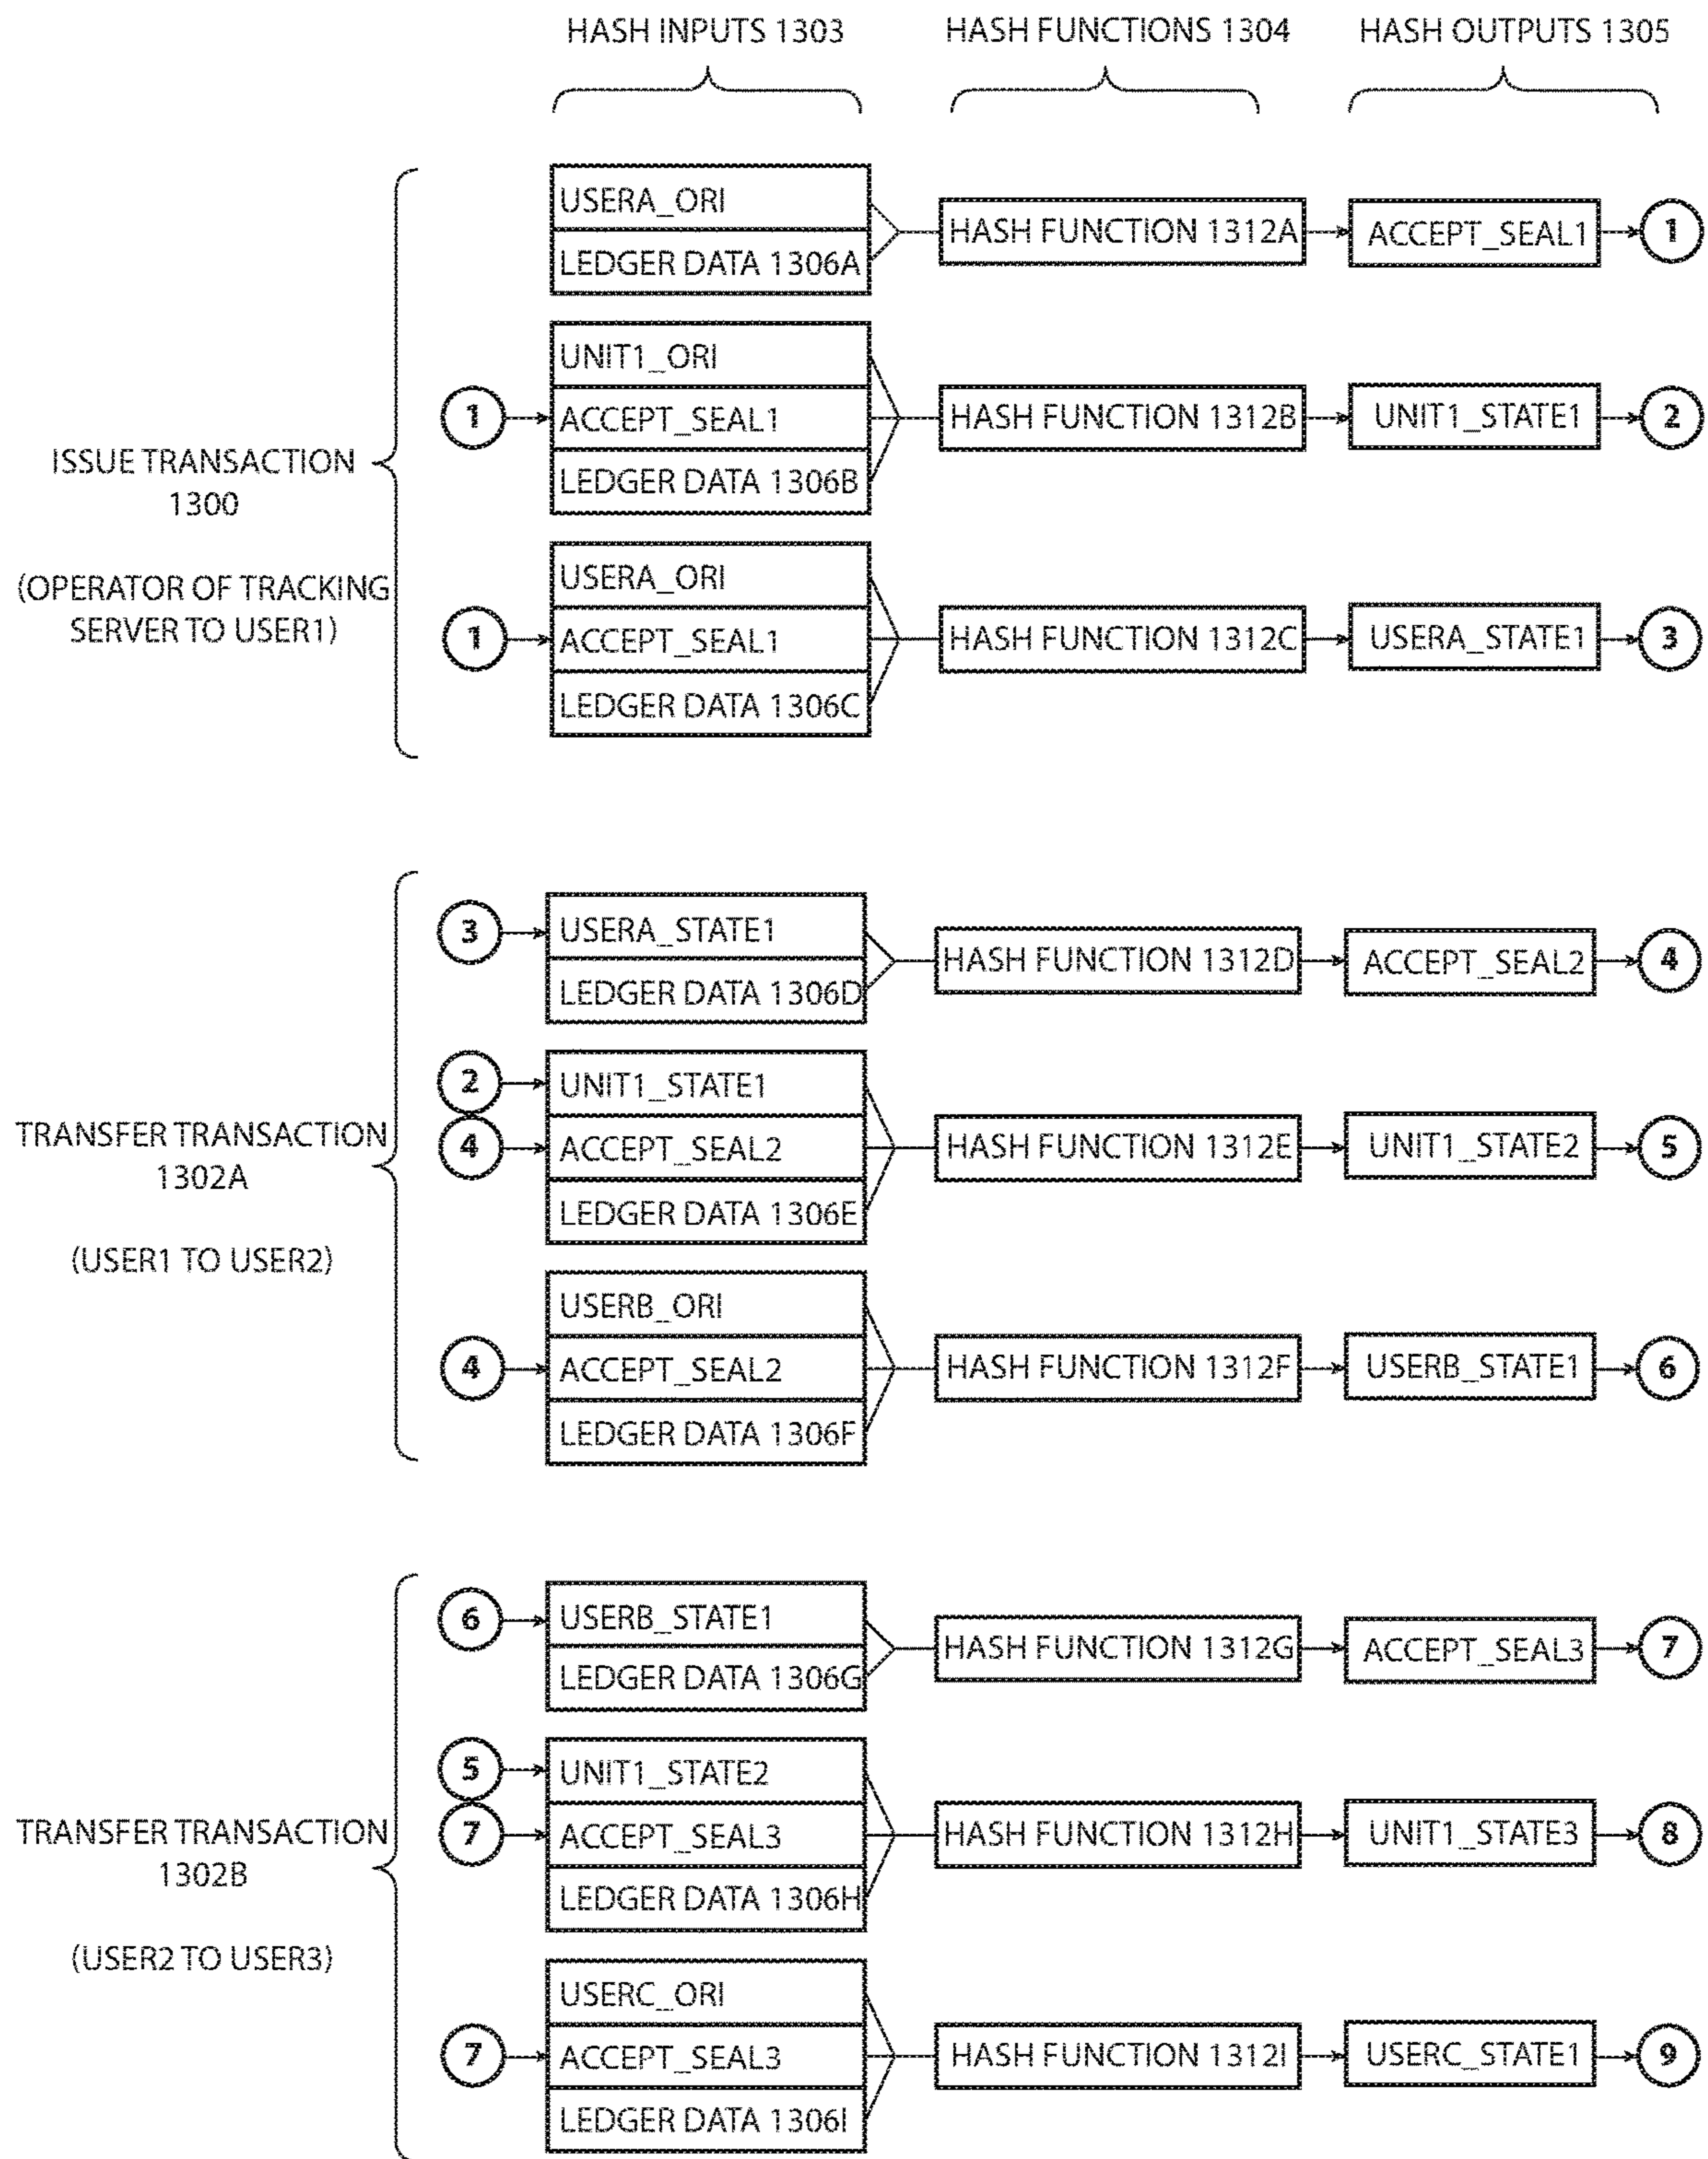 HASH INPUTS 1303
HASH FUNCTIONS 1304
HASH OUTPUTS 1305
ISSUE TRANSACTION
1300
(OPERATOR OF TRACKING
SERVER TO USER1)
USERA_ORI
LEDGER DATA 1306A
HASH FUNCTION 1312A
ACCEPT_SEAL1
1
1
UNIT1_ORI
ACCEPT_SEAL1
LEDGER DATA 1306B
HASH FUNCTION 1312B
UNIT1_STATE1
2
1
USERA_ORI
ACCEPT_SEAL1
LEDGER DATA 1306C
HASH FUNCTION 1312C
USERA_STATE1
3
TRANSFER TRANSACTION
1302A
(USER1 TO USER2)
3
USERA_STATE1
LEDGER DATA 1306D
HASH FUNCTION 1312D
ACCEPT_SEAL2
4
2
UNIT1_STATE1
4
ACCEPT_SEAL2
LEDGER DATA 1306E
HASH FUNCTION 1312E
UNIT1_STATE2
5
USERB_ORI
4
ACCEPT_SEAL2
LEDGER DATA 1306F
HASH FUNCTION 1312F
USERB_STATE1
6
TRANSFER TRANSACTION
1302B
(USER2 TO USER3)
6
USERB_STATE1
LEDGER DATA 1306G
HASH FUNCTION 1312G
ACCEPT_SEAL3
7
5
UNIT1_STATE2
7
ACCEPT_SEAL3
LEDGER DATA 1306H
HASH FUNCTION 1312H
UNIT1_STATE3
8
USERC_ORI
7
ACCEPT_SEAL3
LEDGER DATA 1306I
HASH FUNCTION 1312I
USERC_STATE1
9